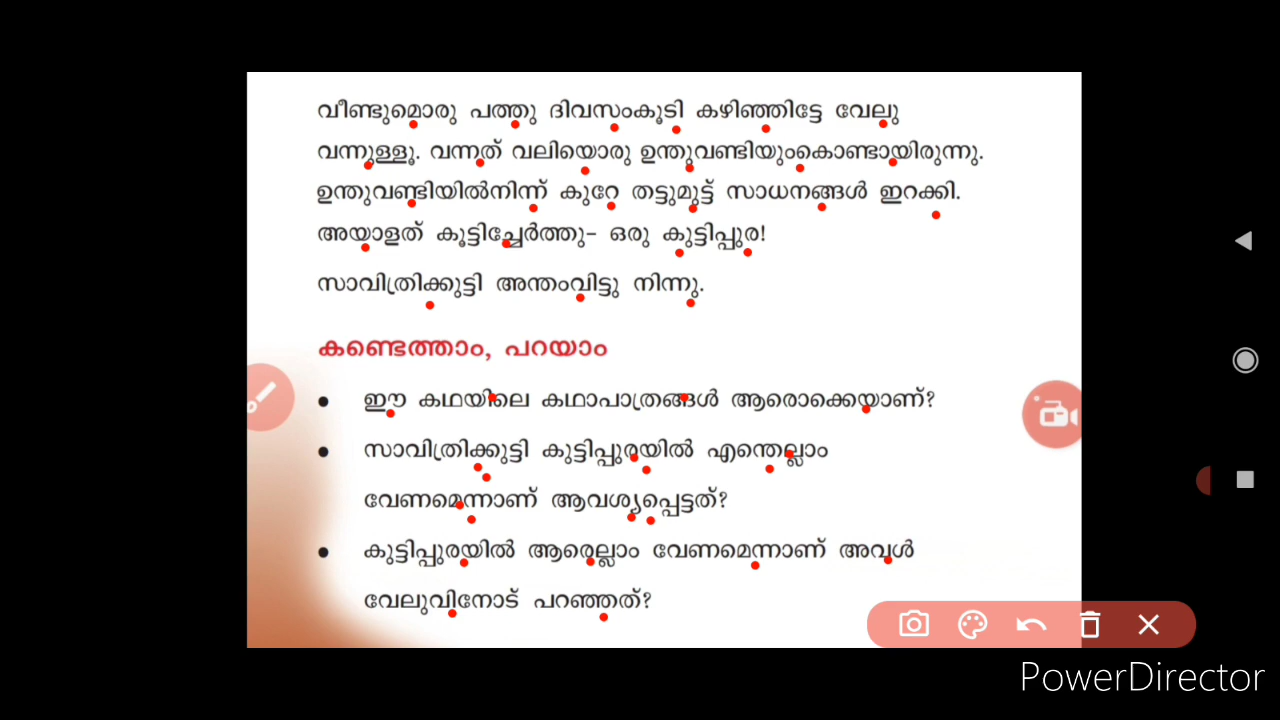 വീണ്ടുമൊരു പത്തു ദിവസംകൂടി കഴിഞ്ഞിട്ടേ വേലു
വന്നുള്ളൂ. വന്നത് വലിയൊരു ഉന്തുവണ്ടിയുംകൊണ്ടായിരുന്നു.
ഉന്തുവണ്ടിയിൽനിന്ന് കുറേ തട്ടുമുട്ട് സാധനങ്ങൾ ഇറക്കി.
അയാളത് കൂട്ടിച്ചേർത്തു- ഒരു കുട്ടിപ്പുര!
സാവിത്രിക്കുട്ടി അന്തംവിട്ടു നിന്നു.
കണ്ടെത്താം, പറയാം
• ഈ കഥയിലെ കഥാപാത്രങ്ങൾ ആരൊക്കെയാണ്?
• സാവിത്രിക്കുട്ടി കുട്ടിപ്പുരയിൽ എന്തെല്ലാം
വേണമെന്നാണ് ആവശ്യപ്പെട്ടത്?
• കുട്ടിപ്പുരയിൽ ആരെല്ലാം വേണമെന്നാണ് അവൾ
വേലുവിനോട് പറഞ്ഞത്?
PowerDirector